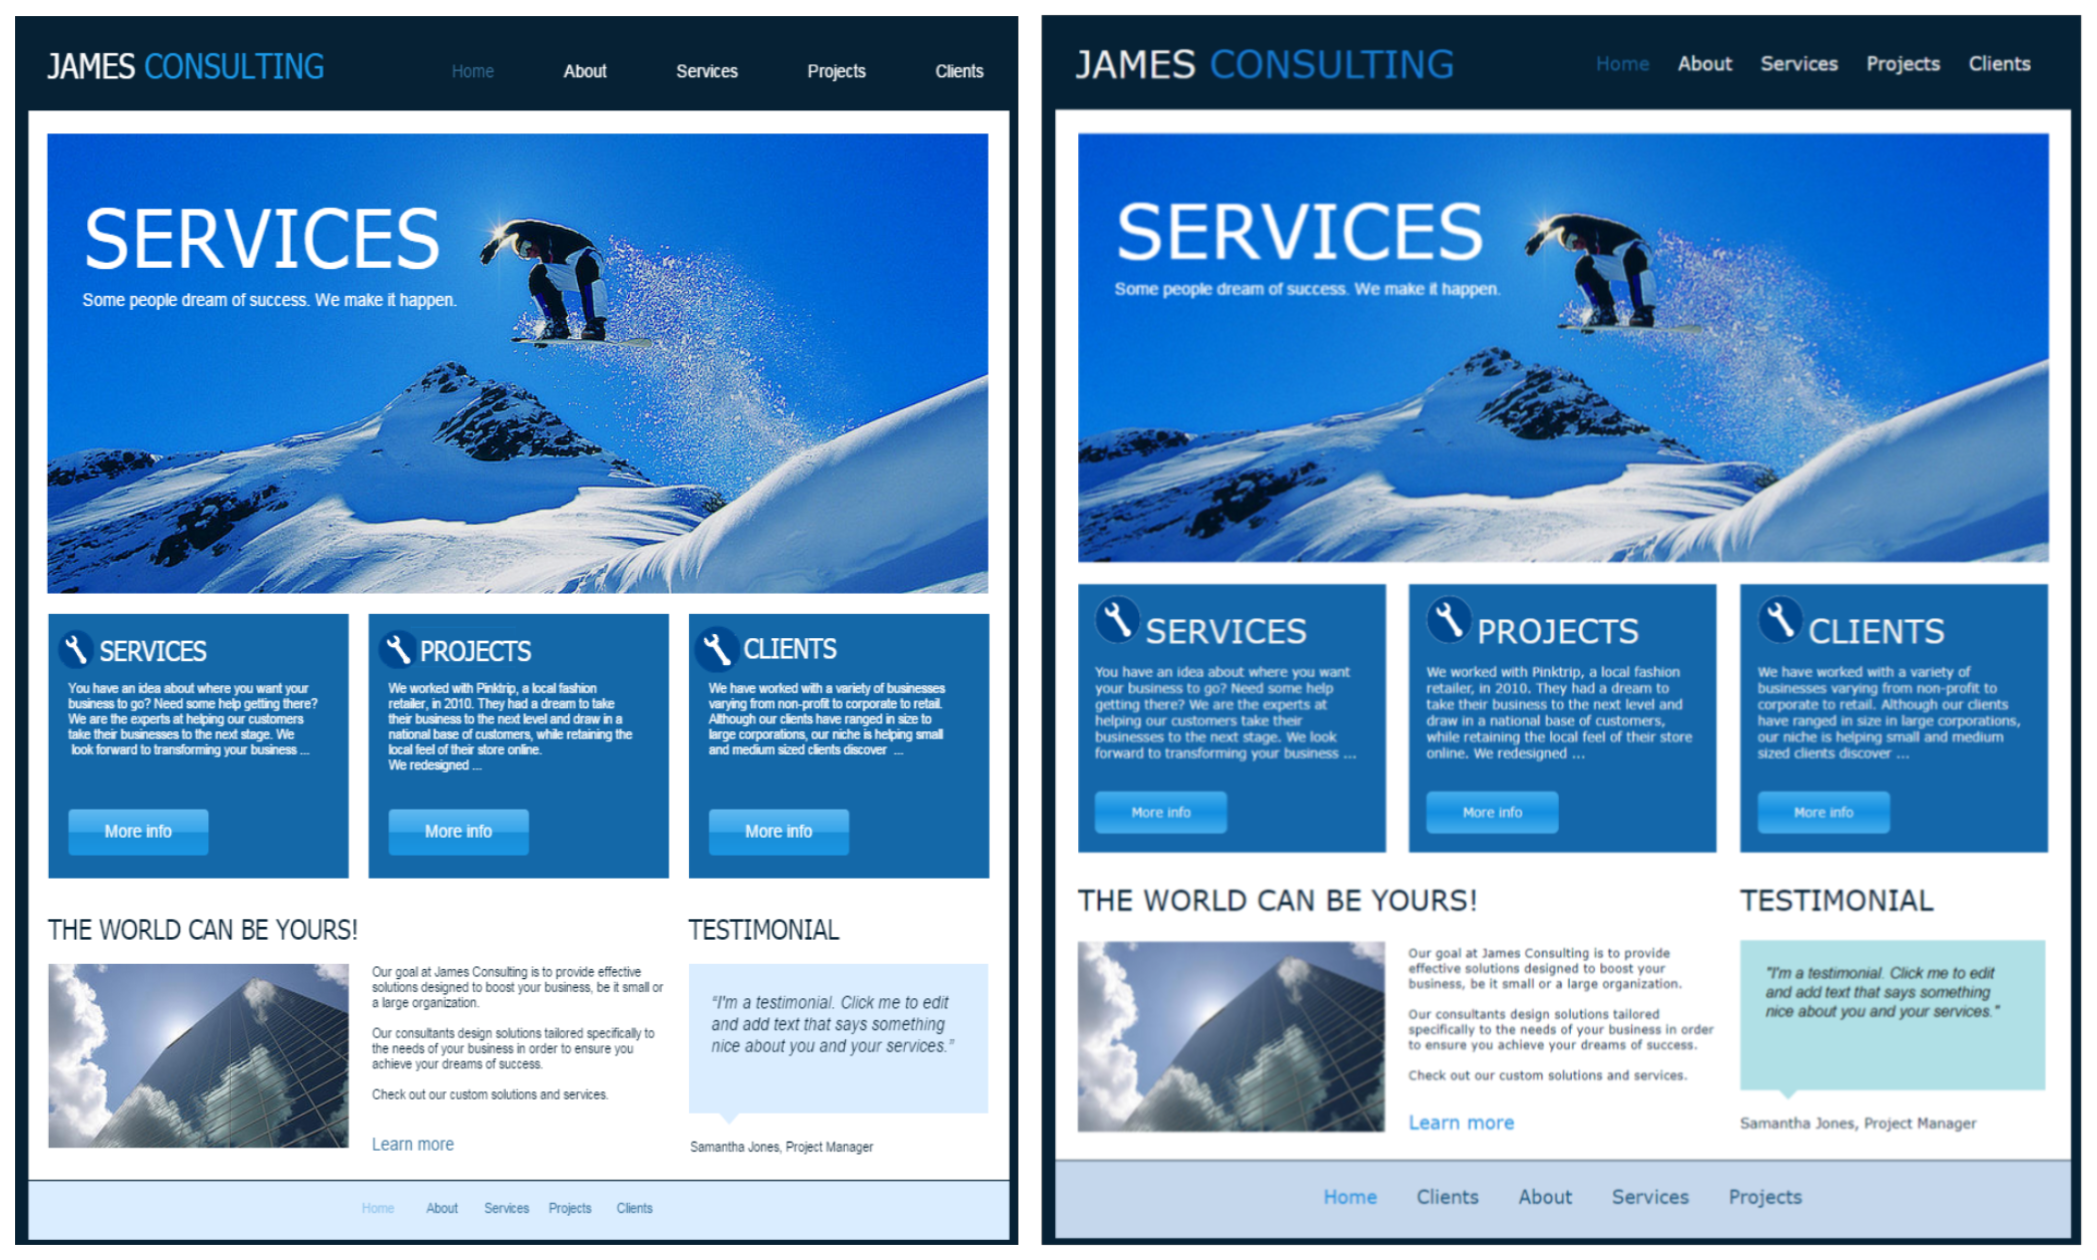 JAMES CONSULTING
Home About Services Projects Clients
SERVICES
Some people dream of success. We make it happen.
SERVICES
You have an idea about where you want your
business to go? Need some help getting there?
We are the experts at helping our customers
take their businesses to the next stage. We
look forward to transforming your business ...
More info
PROJECTS
We worked with Pinktrip, a local fashion
retailer, in 2010. They had a dream to take
their business to the next level and draw in a
national base of customers, while retaining the
local feel of their store online.
We redesigned ...
More info
CLIENTS
We have worked with a variety of businesses
varying from non-profit to corporate to retail.
Although our clients have ranged in size to
large corporations, our niche is helping small
and medium sized clients discover ...
More info
THE WORLD CAN BE YOURS!
Our goal at James Consulting is to provide effective
solutions designed to boost your business, be it small or
a large organization.
Our consultants design solutions tailored specifically to
the needs of your business in order to ensure you
achieve your dreams of success.
Check out our custom solutions and services.
Learn more
TESTIMONIAL
“I'm a testimonial. Click me to edit
and add text that says something
nice about you and your services.”
Samantha Jones, Project Manager
Home About Services Projects Clients
JAMES CONSULTING
Home About Services Projects Clients
SERVICES
Some people dream of success. We make it happen.
SERVICES
You have an idea about where you want
your business to go? Need some help
getting there? We are the experts at
helping our customers take their
businesses to the next stage. We look
forward to transforming your business ...
More info
PROJECTS
We worked with Pinktrip, a local fashion
retailer, in 2010. They had a dream to
take their business to the next level and
draw in a national base of customers,
while retaining the local feel of their store
online. We redesigned ...
More info
CLIENTS
We have worked with a variety of
businesses varying from non-profit to
corporate to retail. Although our clients
have ranged in size in large corporations,
our niche is helping small and medium
sized clients discover ...
More info
THE WORLD CAN BE YOURS!
Our goal at James Consulting is to provide
effective solutions designed to boost your
business, be it small or a large organization.
Our consultants design solutions tailored
specifically to the needs of your business in order
to ensure you achieve your dreams of success.
Check out our custom solutions and services.
Learn more
TESTIMONIAL
"I'm a testimonial. Click me to edit
and add text that says something
nice about you and your services."
Samantha Jones, Project Manager
Home Clients About Services Projects